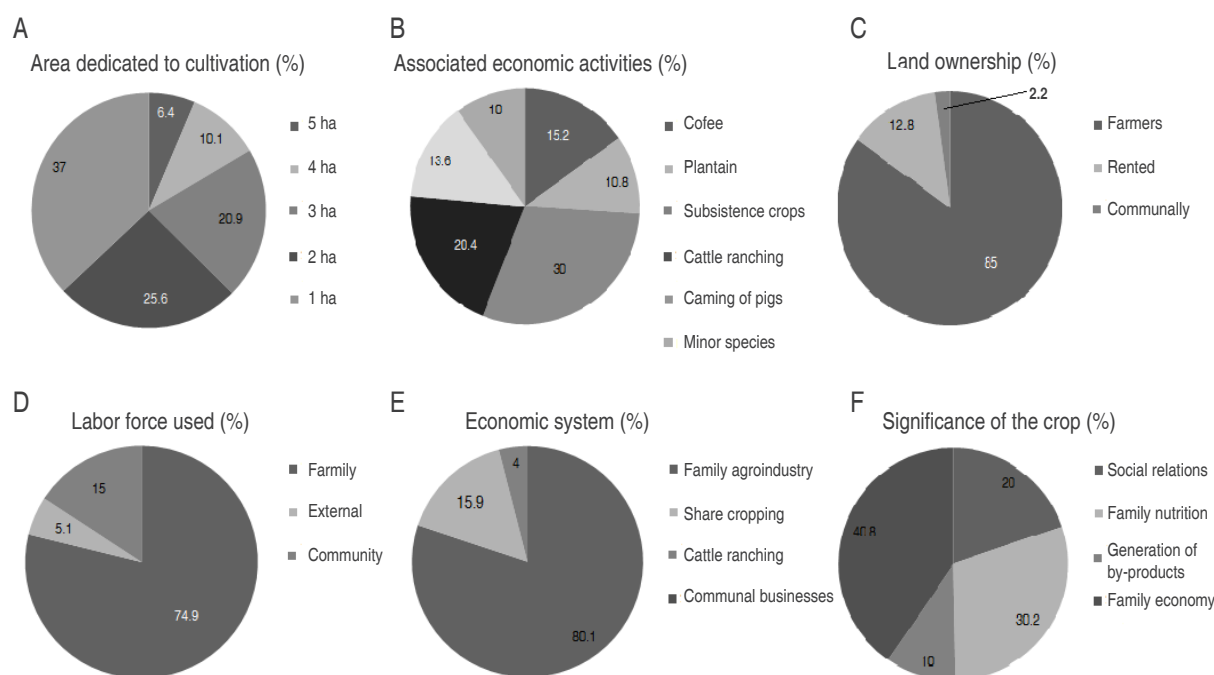 A
Area dedicated to cultivation (%)
6.4
10.1
20.9
25.6
37
5 ha
4 ha
3 ha
2 ha
1 ha
B
Associated economic activities (%)
15.2
10.8
30
20.4
13.6
10
Cofee
Plantain
Subsistence crops
Cattle ranching
Caming of pigs
Minor species
C
Land ownership (%)
2.2
12.8
85
Farmers
Rented
Communally
D
Labor force used (%)
15
5.1
74.9
Farmily
External
Community
E
Economic system (%)
4
15.9
80.1
Family agroindustry
Share cropping
Cattle ranching
Communal businesses
F
Significance of the crop (%)
20
30.2
10
40.8
Social relations
Family nutrition
Generation of
by-products
Family economy